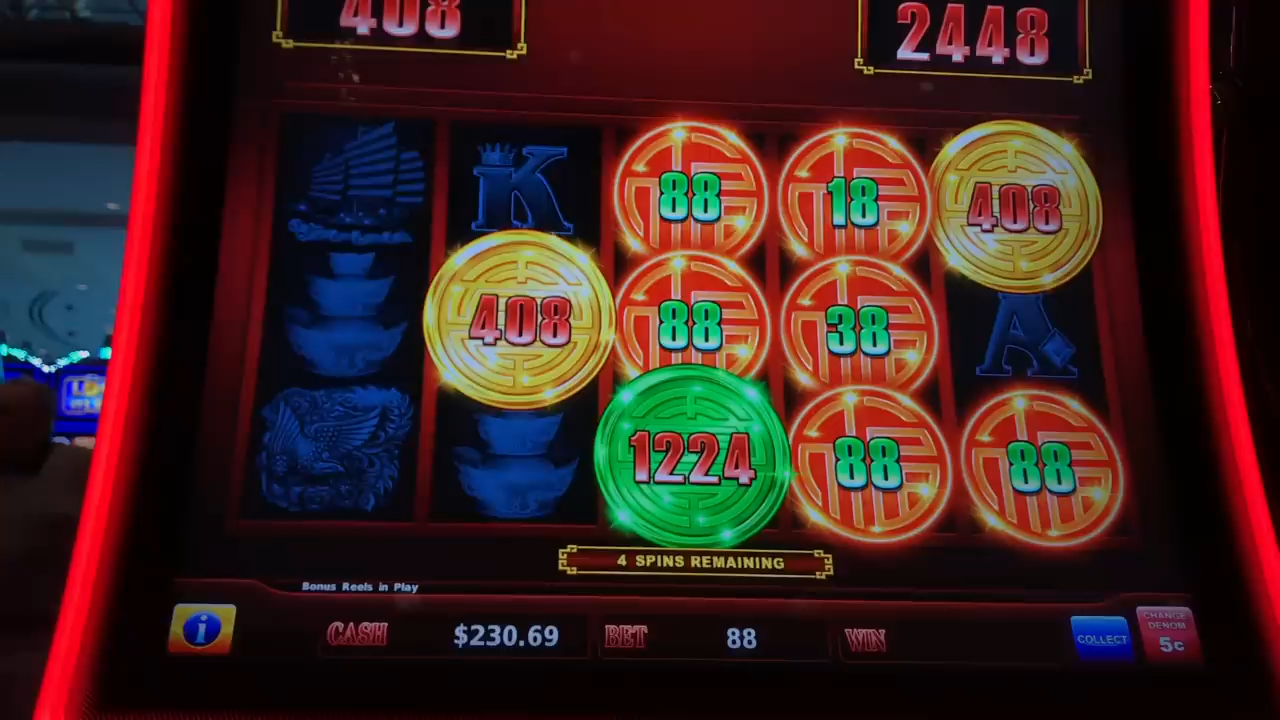 408
2448
K
88
18
408
408
88
38
A
1224
88
88
4 SPINS REMAINING
Bonus Reels in Play
i
CASH
$230.69
BET
88
WIN
COLLECT
CHANGE
DENOM
5¢